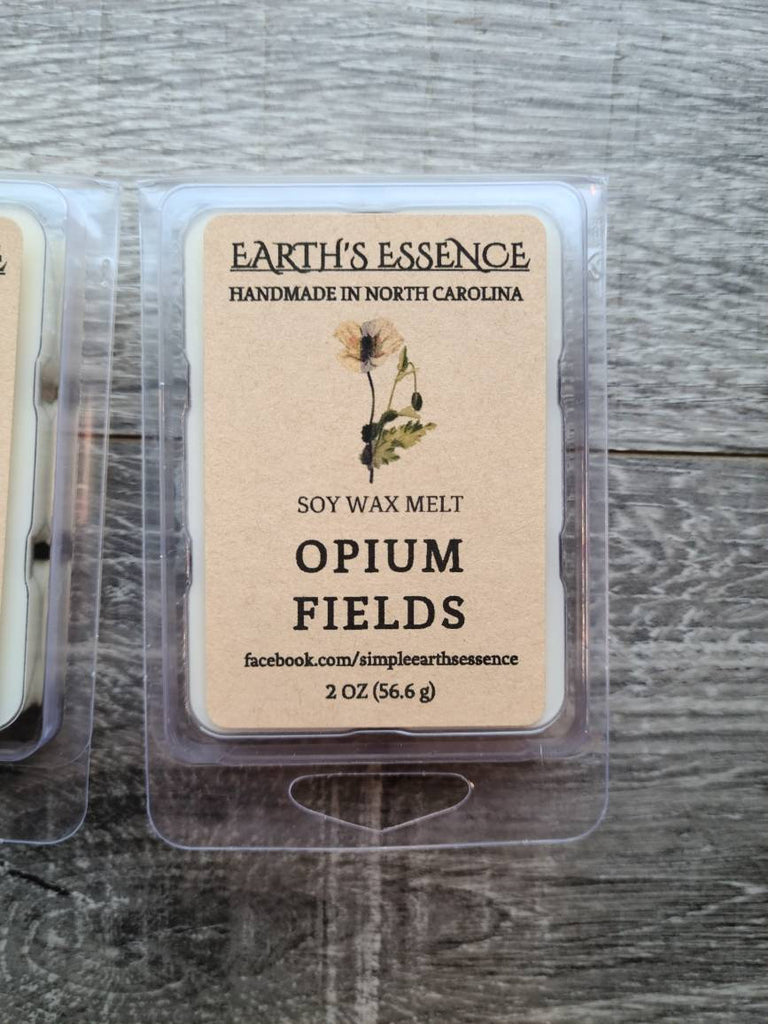 EARTH'S ESSENCE
HANDMADE IN NORTH CAROLINA
SOY WAX MELT
OPIUM
FIELDS
facebook.com/simpleearthsessence
2 OZ (56.6 g)